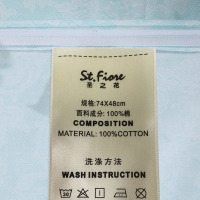 St.Fiore
圣之花
规格:74X48cm
面料成分:100%棉
COMPOSITION
MATERIAL: 100%COTTON
洗涤方法
WASH INSTRUCTION
30